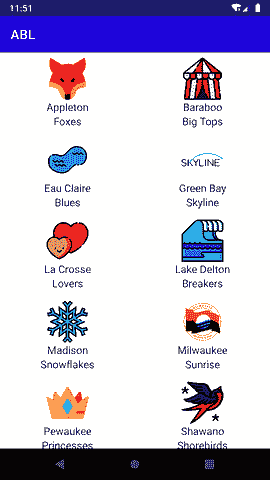 11:51
ABL
Appleton
Foxes
Baraboo
Big Tops
Eau Claire
Blues
SKYLINE
Green Bay
Skyline
La Crosse
Lovers
Lake Delton
Breakers
Madison
Snowflakes
Milwaukee
Sunrise
Pewaukee
Princesses
Shawano
Shorebirds